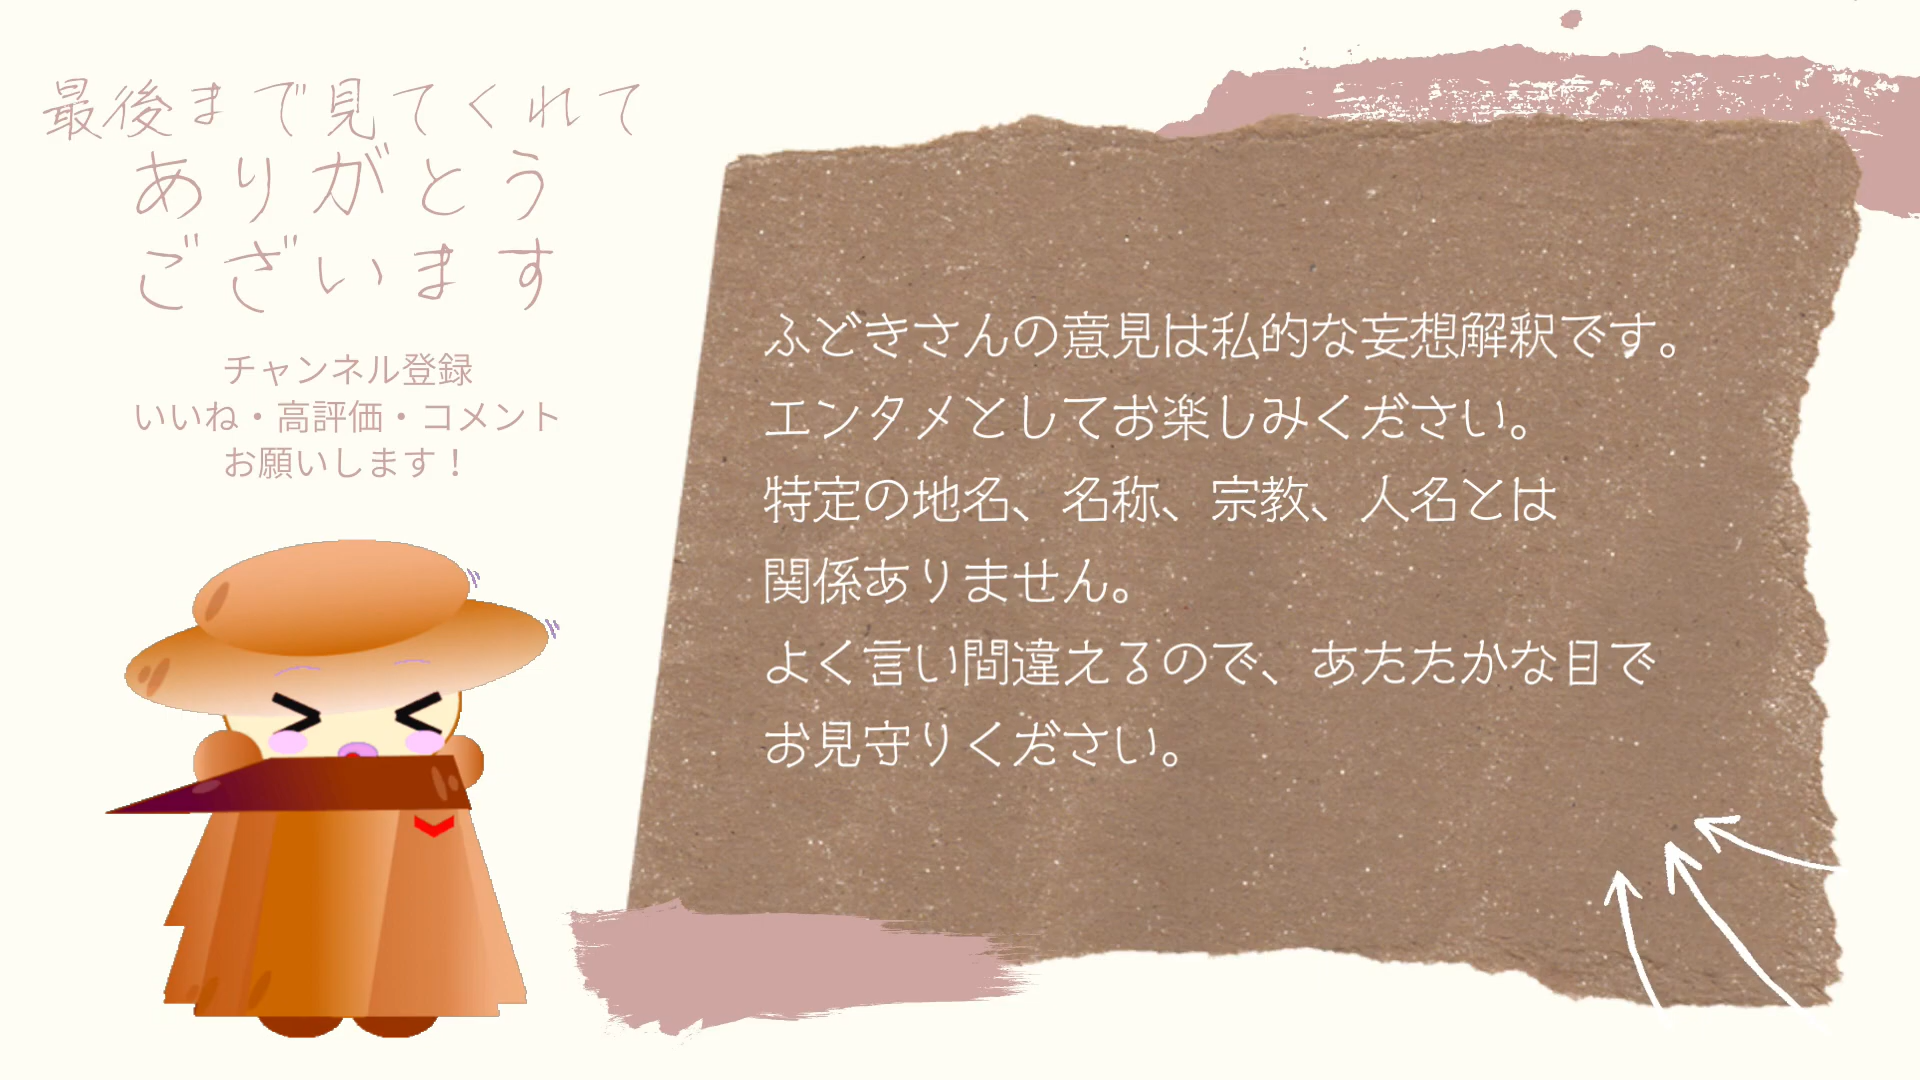 最後まで見てくれて
ありがとう
ございます
チャンネル登録
いいね・高評価・コメント
お願いします！
ふどきさんの意見は私的な妄想解釈です。
エンタメとしてお楽しみください。
特定の地名、名称、宗教、人名とは
関係ありません。
よく言い間違えるので、あたたかな目で
お見守りください。